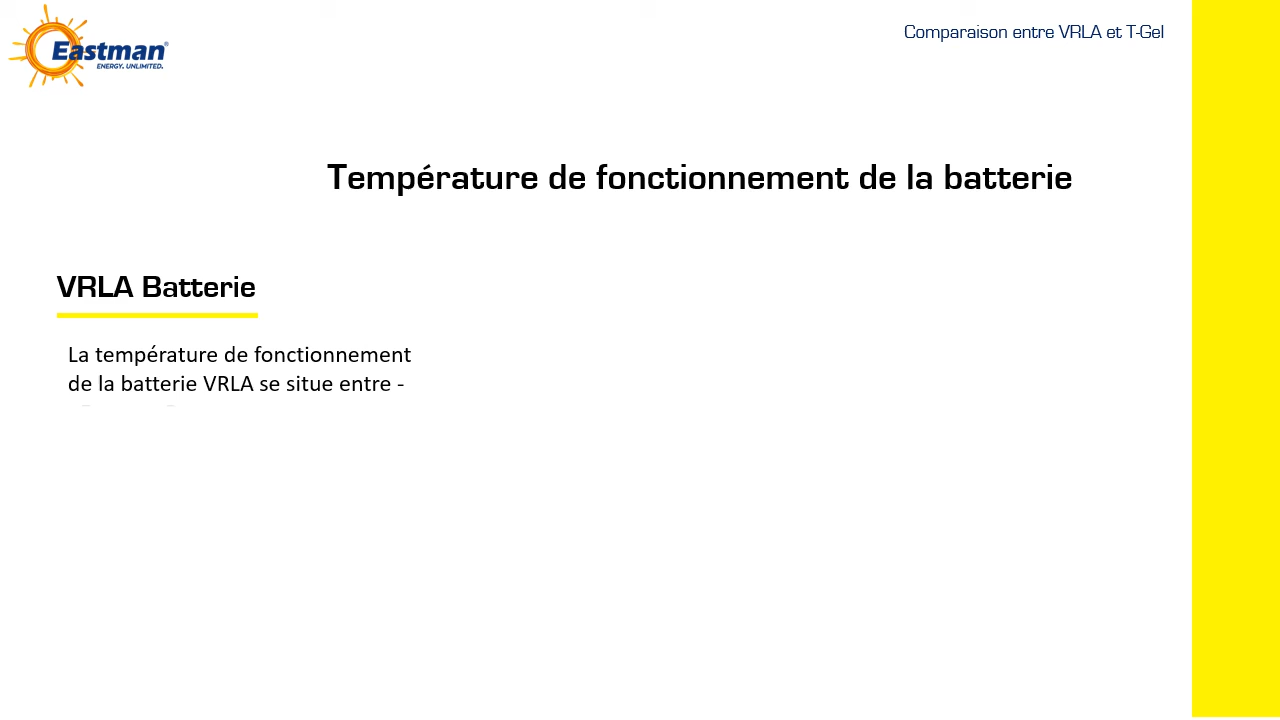 Eastman®
ENERGY. UNLIMITED.
Comparaison entre VRLA et T-Gel
Température de fonctionnement de la batterie
VRLA Batterie
La température de fonctionnement
de la batterie VRLA se situe entre -